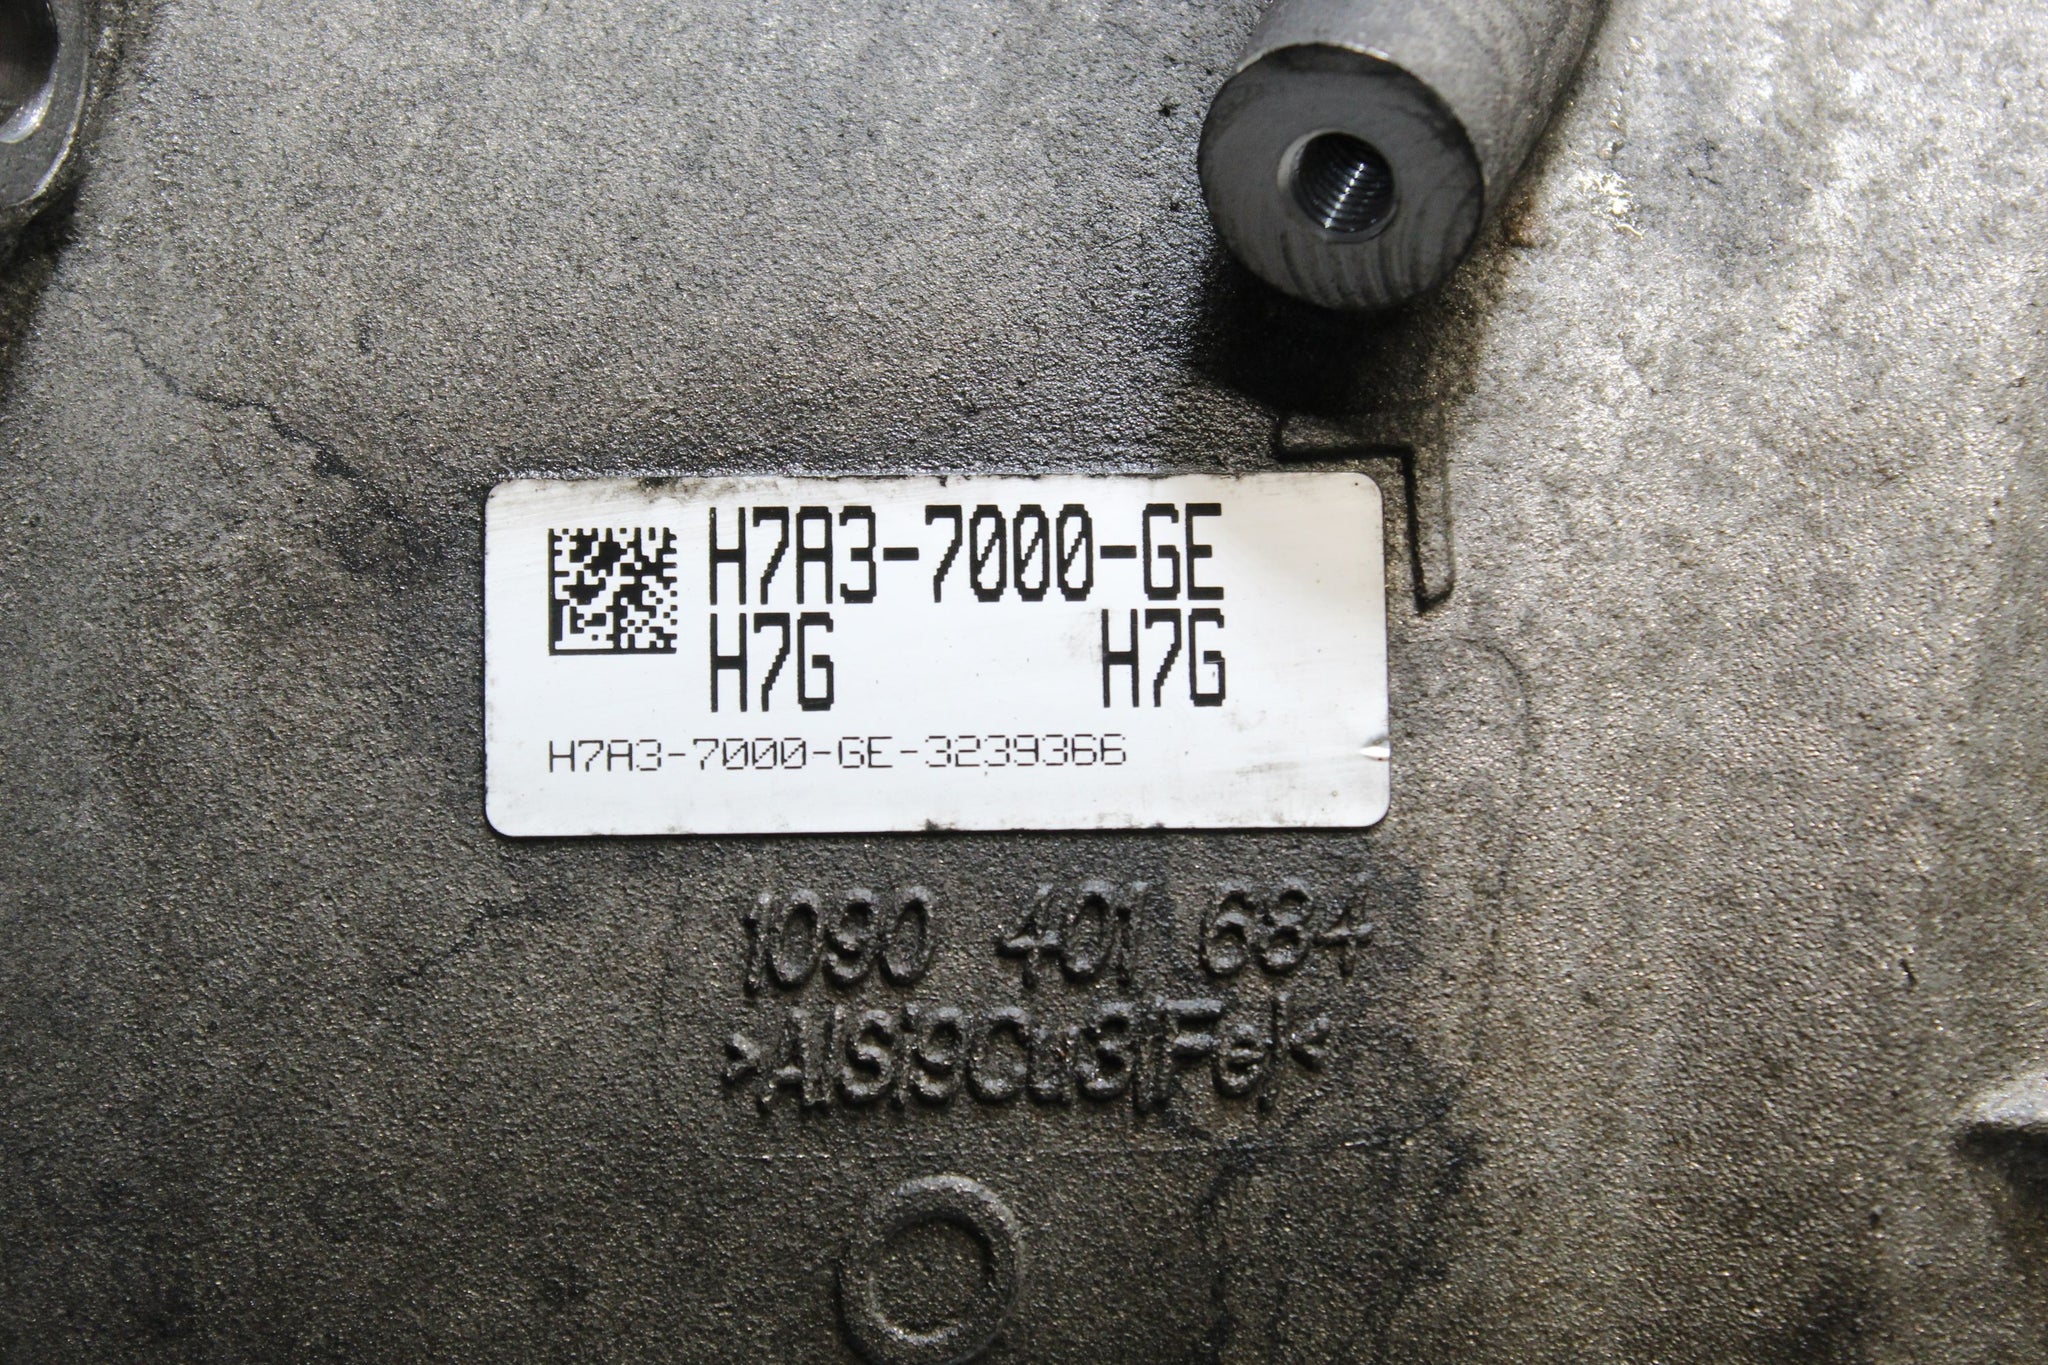 H7A3-7000-GE
H7G H7G
H7A3-7000-GE-3239366
1090 401 684
>AlSi9Cu3(Fe)<